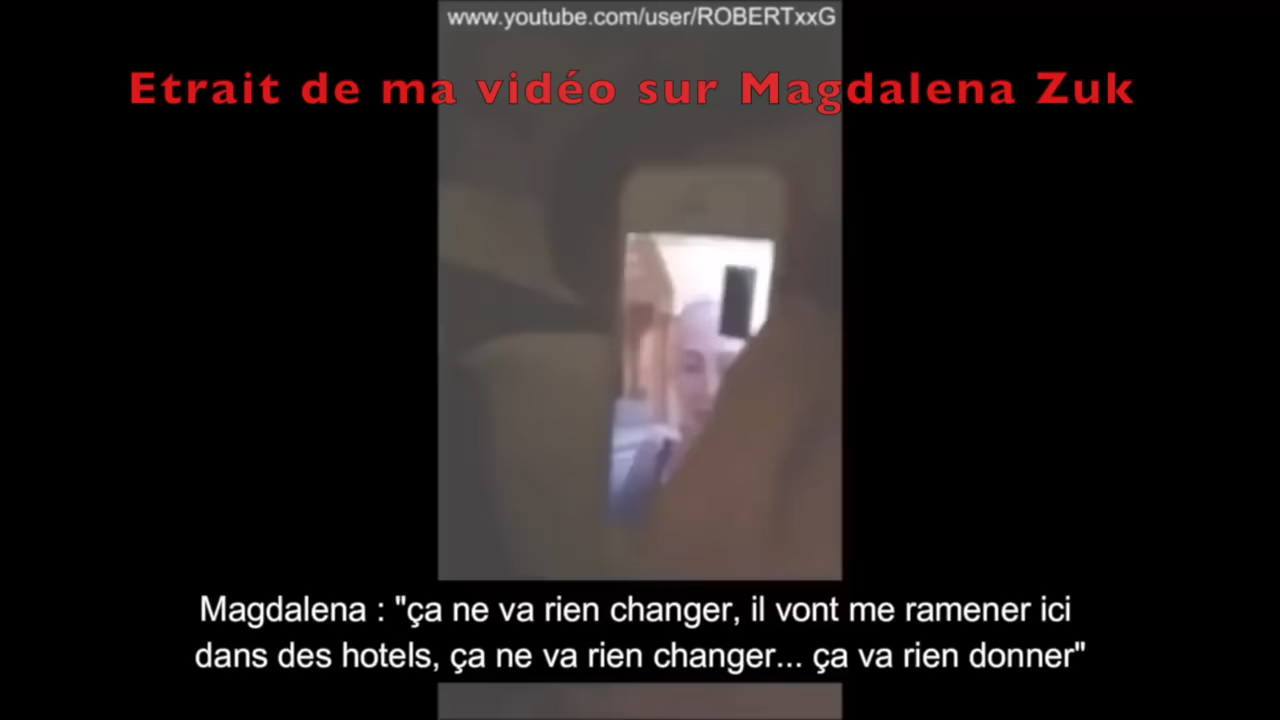 www.youtube.com/user/ROBERTxxG
Etrait de ma vidéo sur Magdalena Zuk
Magdalena : "ça ne va rien changer, il vont me ramener ici
dans des hotels, ça ne va rien changer... ça va rien donner"